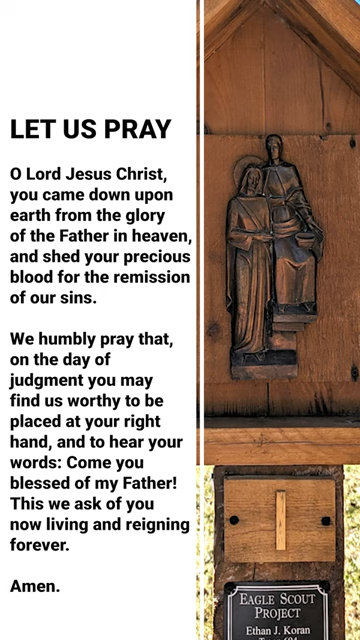 LET US PRAY
O Lord Jesus Christ,
you came down upon
earth from the glory
of the Father in heaven,
and shed your precious
blood for the remission
of our sins.
We humbly pray that,
on the day of
judgment you may
find us worthy to be
placed at your right
hand, and to hear your
words: Come you
blessed of my Father!
This we ask of you
now living and reigning
forever.
Amen.
I
EAGLE SCOUT
PROJECT
Ethan J. Koran